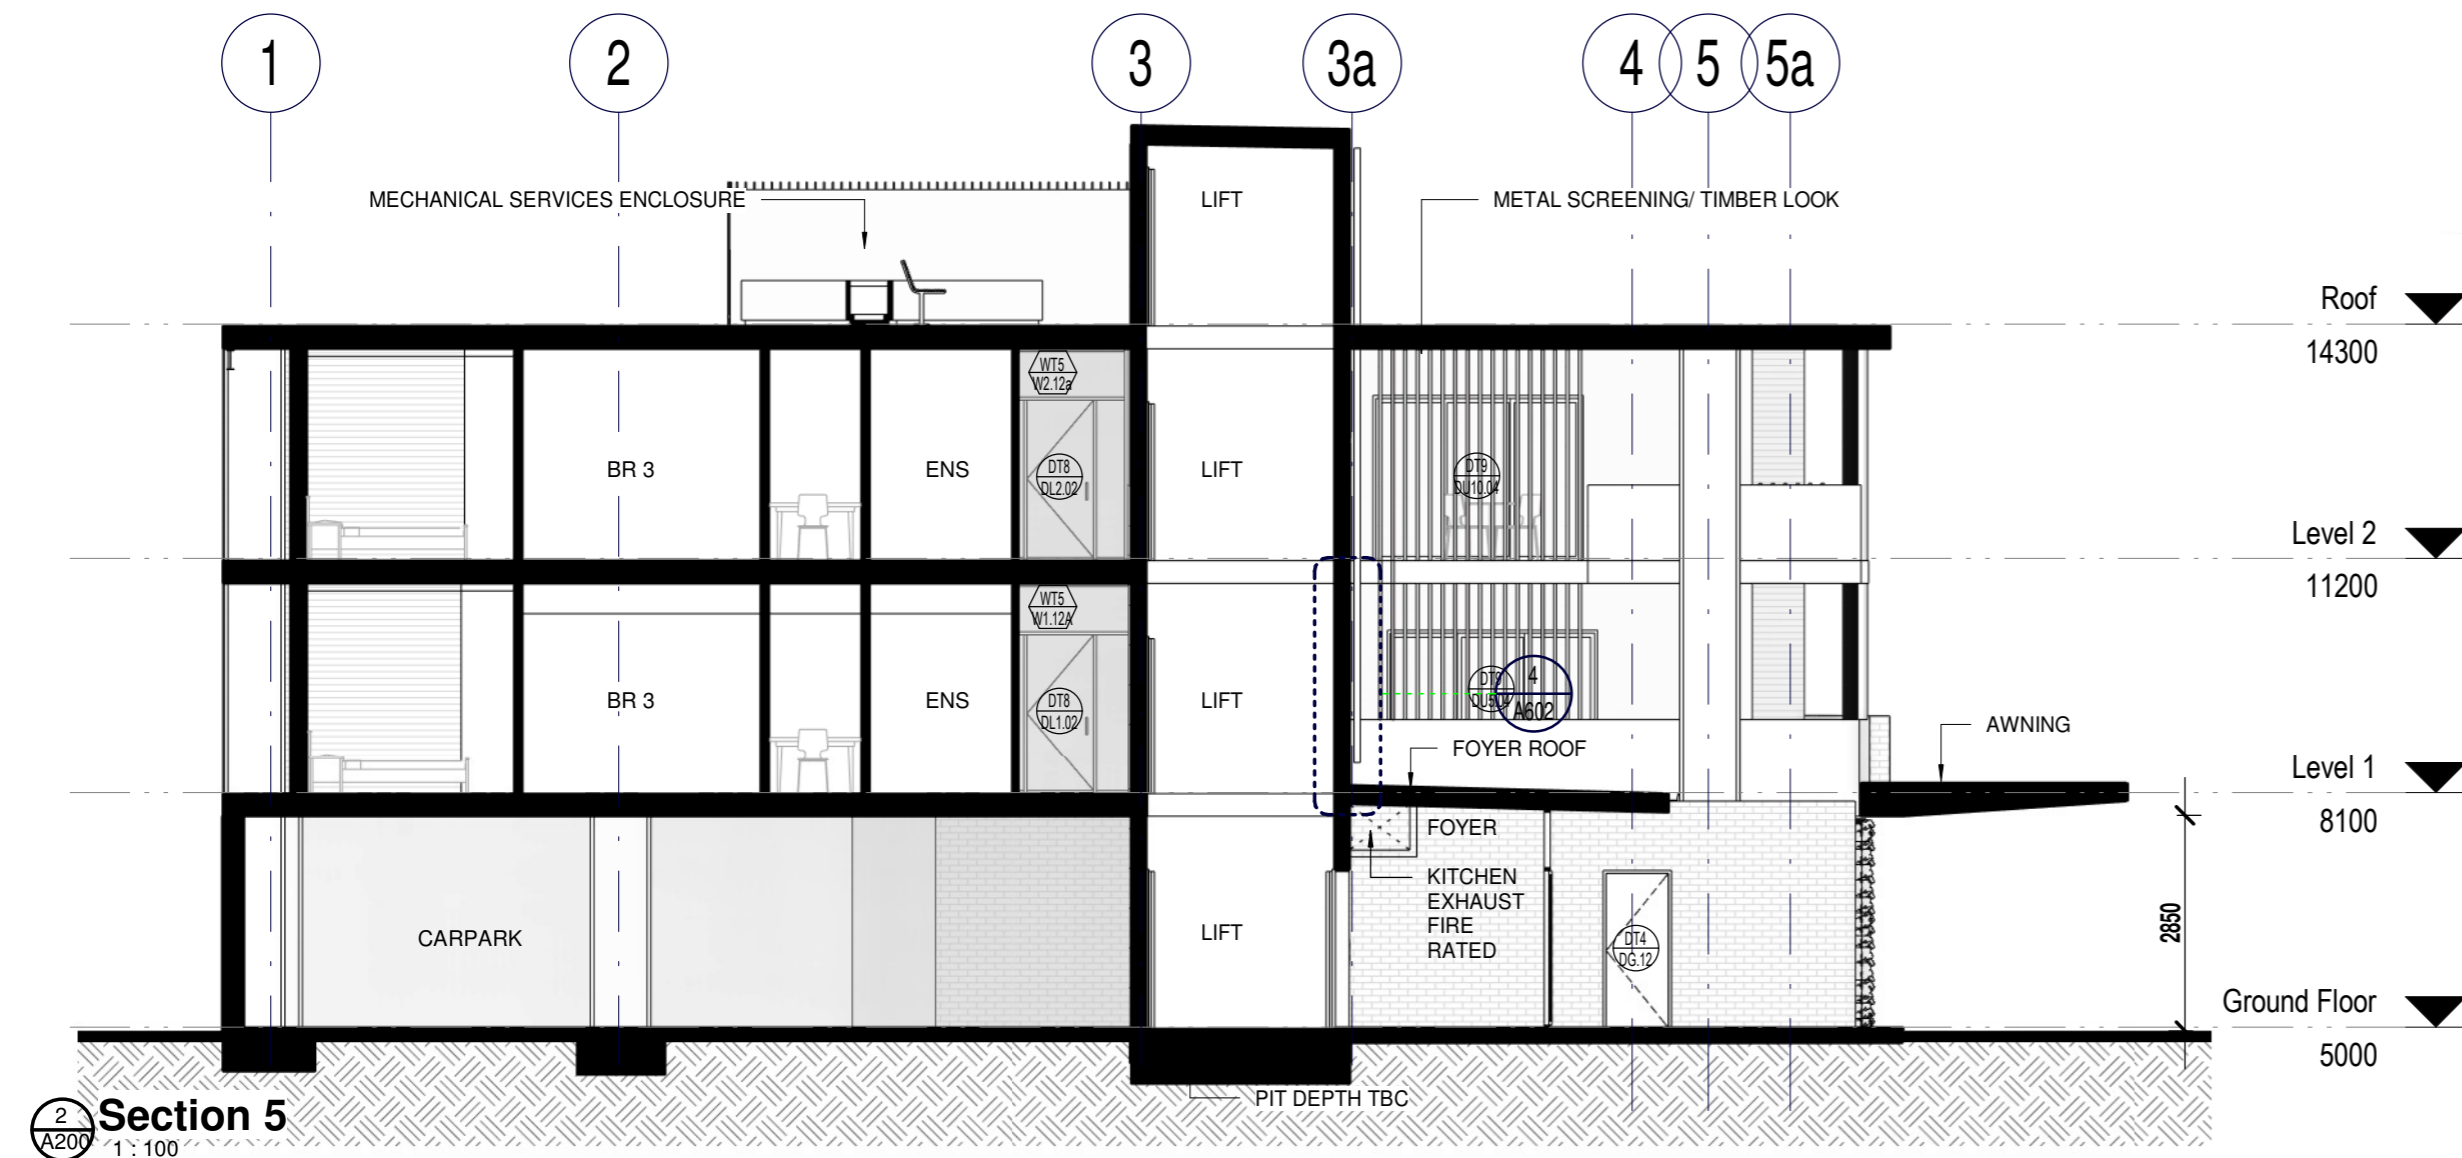 1
2
3
3a
4
5
5a
MECHANICAL SERVICES ENCLOSURE
LIFT
METAL SCREENING/ TIMBER LOOK
Roof
14300
WT5
W2.12a
BR 3
ENS
DT8
DL2.02
LIFT
DT9
DU10.04
Level 2
11200
WT5
W1.12A
BR 3
ENS
DT8
DL1.02
LIFT
DT9
4
A602
FOYER ROOF
AWNING
Level 1
8100
FOYER
KITCHEN
EXHAUST
FIRE
RATED
CARPARK
LIFT
DT4
DG.12
2850
Ground Floor
5000
PIT DEPTH TBC
2
A200
Section 5
1 : 100